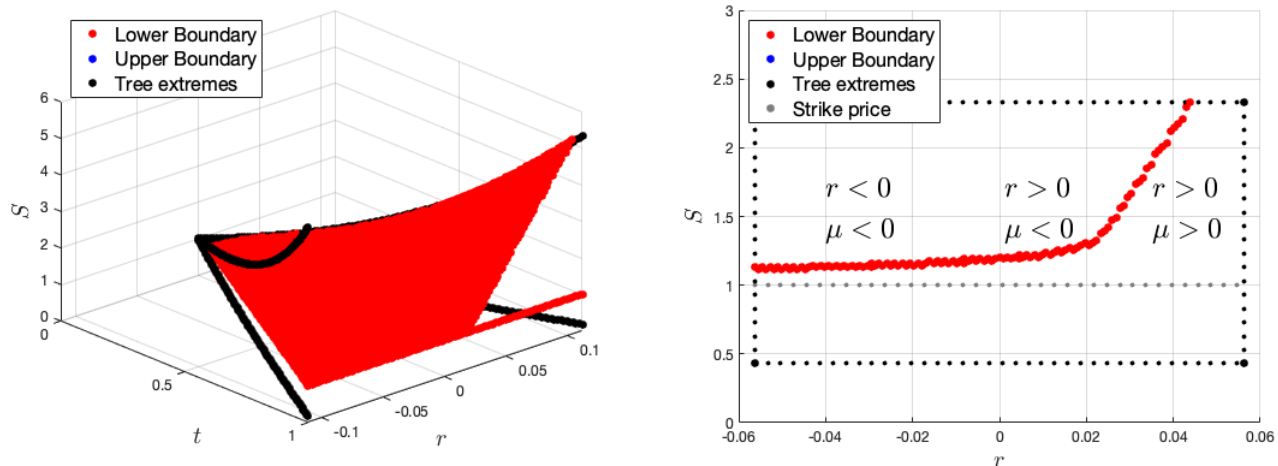 Lower Boundary
Upper Boundary
Tree extremes
6
5
4
3
2
1
0
S
0
0.5
1
t
-0.1
-0.05
0
0.05
0.1
r
Lower Boundary
Upper Boundary
Tree extremes
Strike price
3
2.5
2
1.5
1
0.5
0
S
r < 0
μ < 0
r > 0
μ < 0
r > 0
μ > 0
-0.06
-0.04
-0.02
0
0.02
0.04
0.06
r